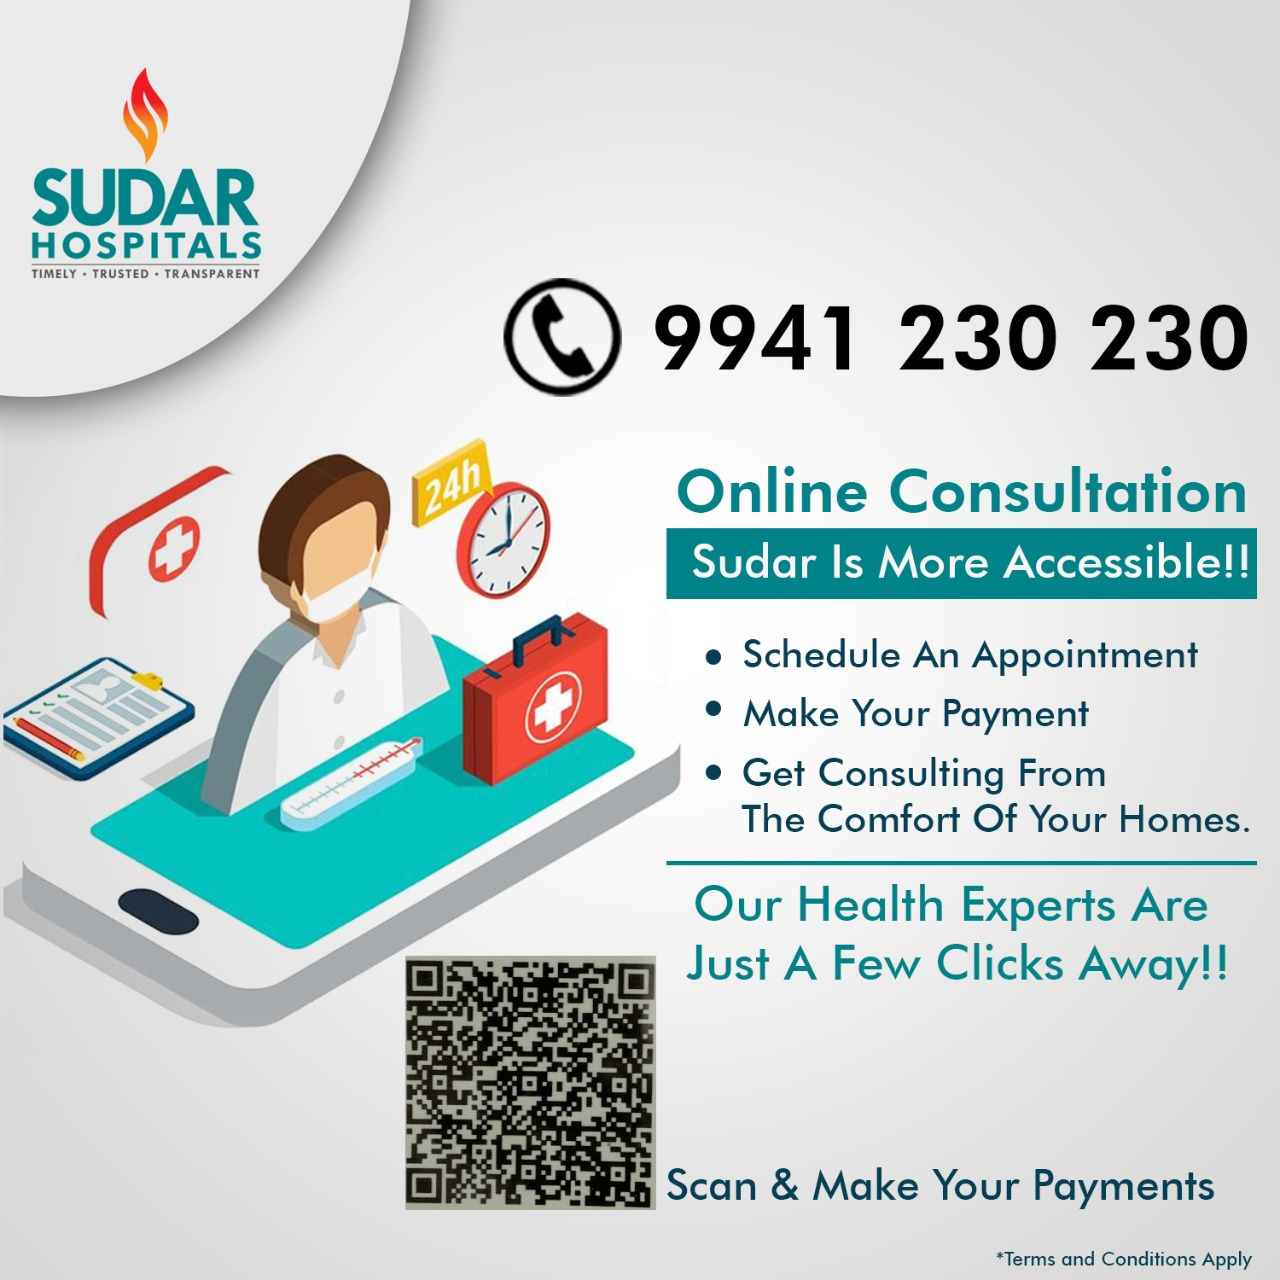 SUDAR
HOSPITALS
TIMELY • TRUSTED • TRANSPARENT
9941 230 230
24h
Online Consultation
Sudar Is More Accessible!!
• Schedule An Appointment
• Make Your Payment
• Get Consulting From
The Comfort Of Your Homes.
Our Health Experts Are
Just A Few Clicks Away!!
Scan & Make Your Payments
*Terms and Conditions Apply